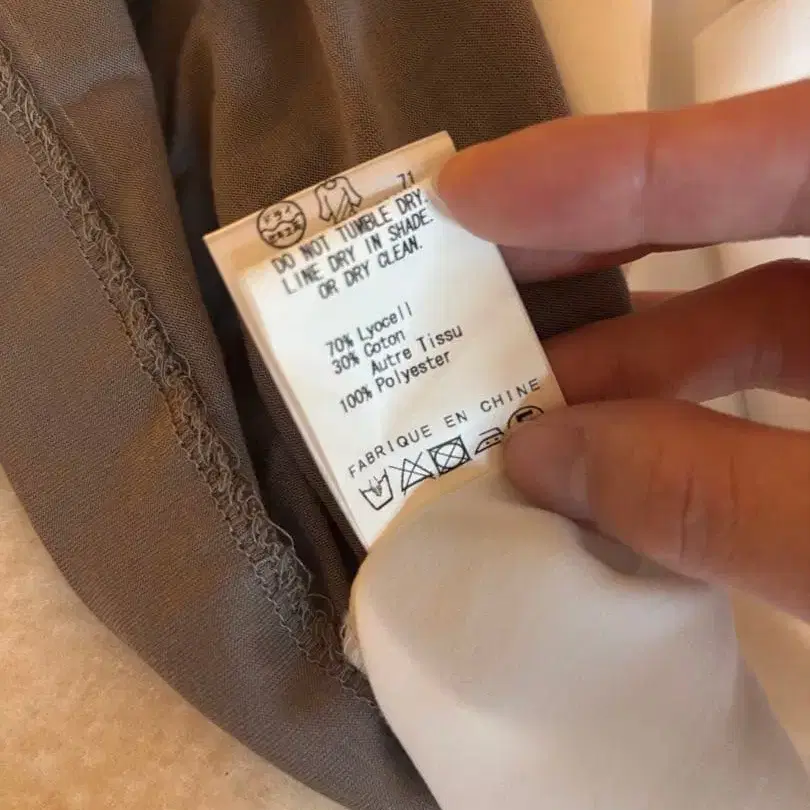 DO NOT TUMBLE DRY.
LINE DRY IN SHADE.
OR DRY CLEAN.
70% Lyocell
30% Coton
Autre Tissu
100% Polyester
FABRIQUE EN CHINE